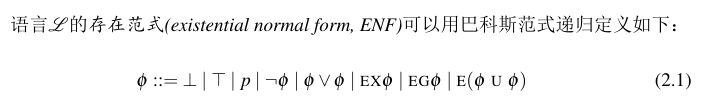 语言ℒ的存在范式(existential normal form, ENF)可以用巴科斯范式递归定义如下：
ϕ ::= ⊥ | ⊤ | p | ¬ϕ | ϕ ∨ ϕ | EXϕ | EGϕ | E(ϕ U ϕ) (2.1)